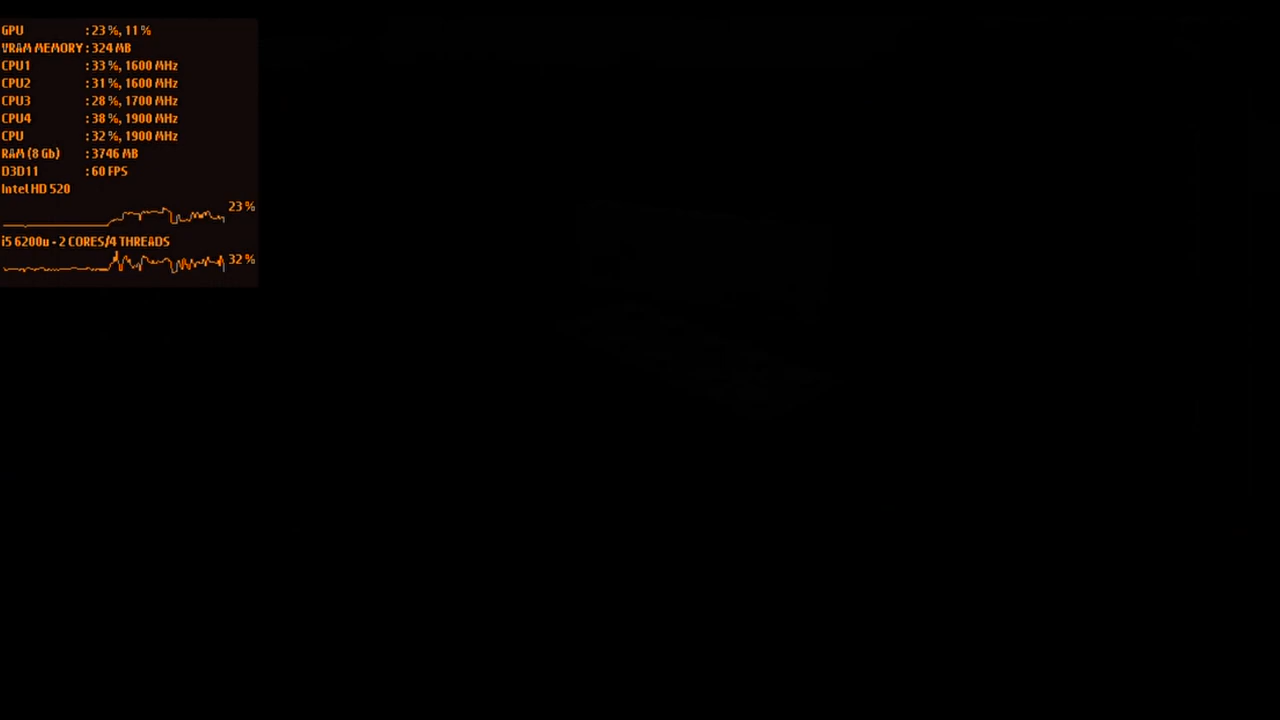 GPU : 23 %, 11 %
VRAM MEMORY : 324 MB
CPU1 : 33 %, 1600 MHz
CPU2 : 31 %, 1600 MHz
CPU3 : 28 %, 1700 MHz
CPU4 : 38 %, 1900 MHz
CPU : 32 %, 1900 MHz
RAM (8 Gb) : 3746 MB
D3D11 : 60 FPS
Intel HD 520
23 %
i5 6200u - 2 CORES/4 THREADS
32 %